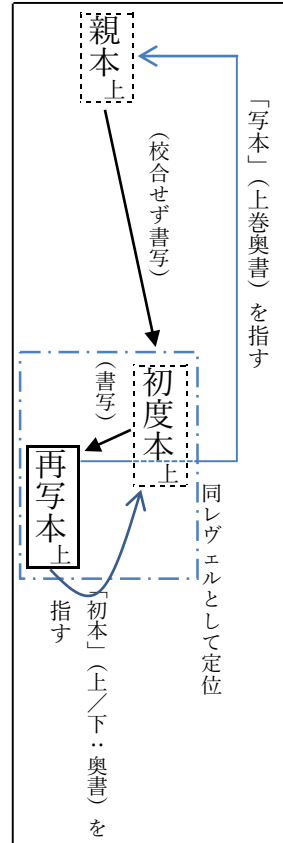 「写本」（上巻奥書）を指す
親本上
（校合せず書写）
初度本上
（書写）
再写本上
同レヴェルとして定位
「初本」（上／下：奥書）を
指す